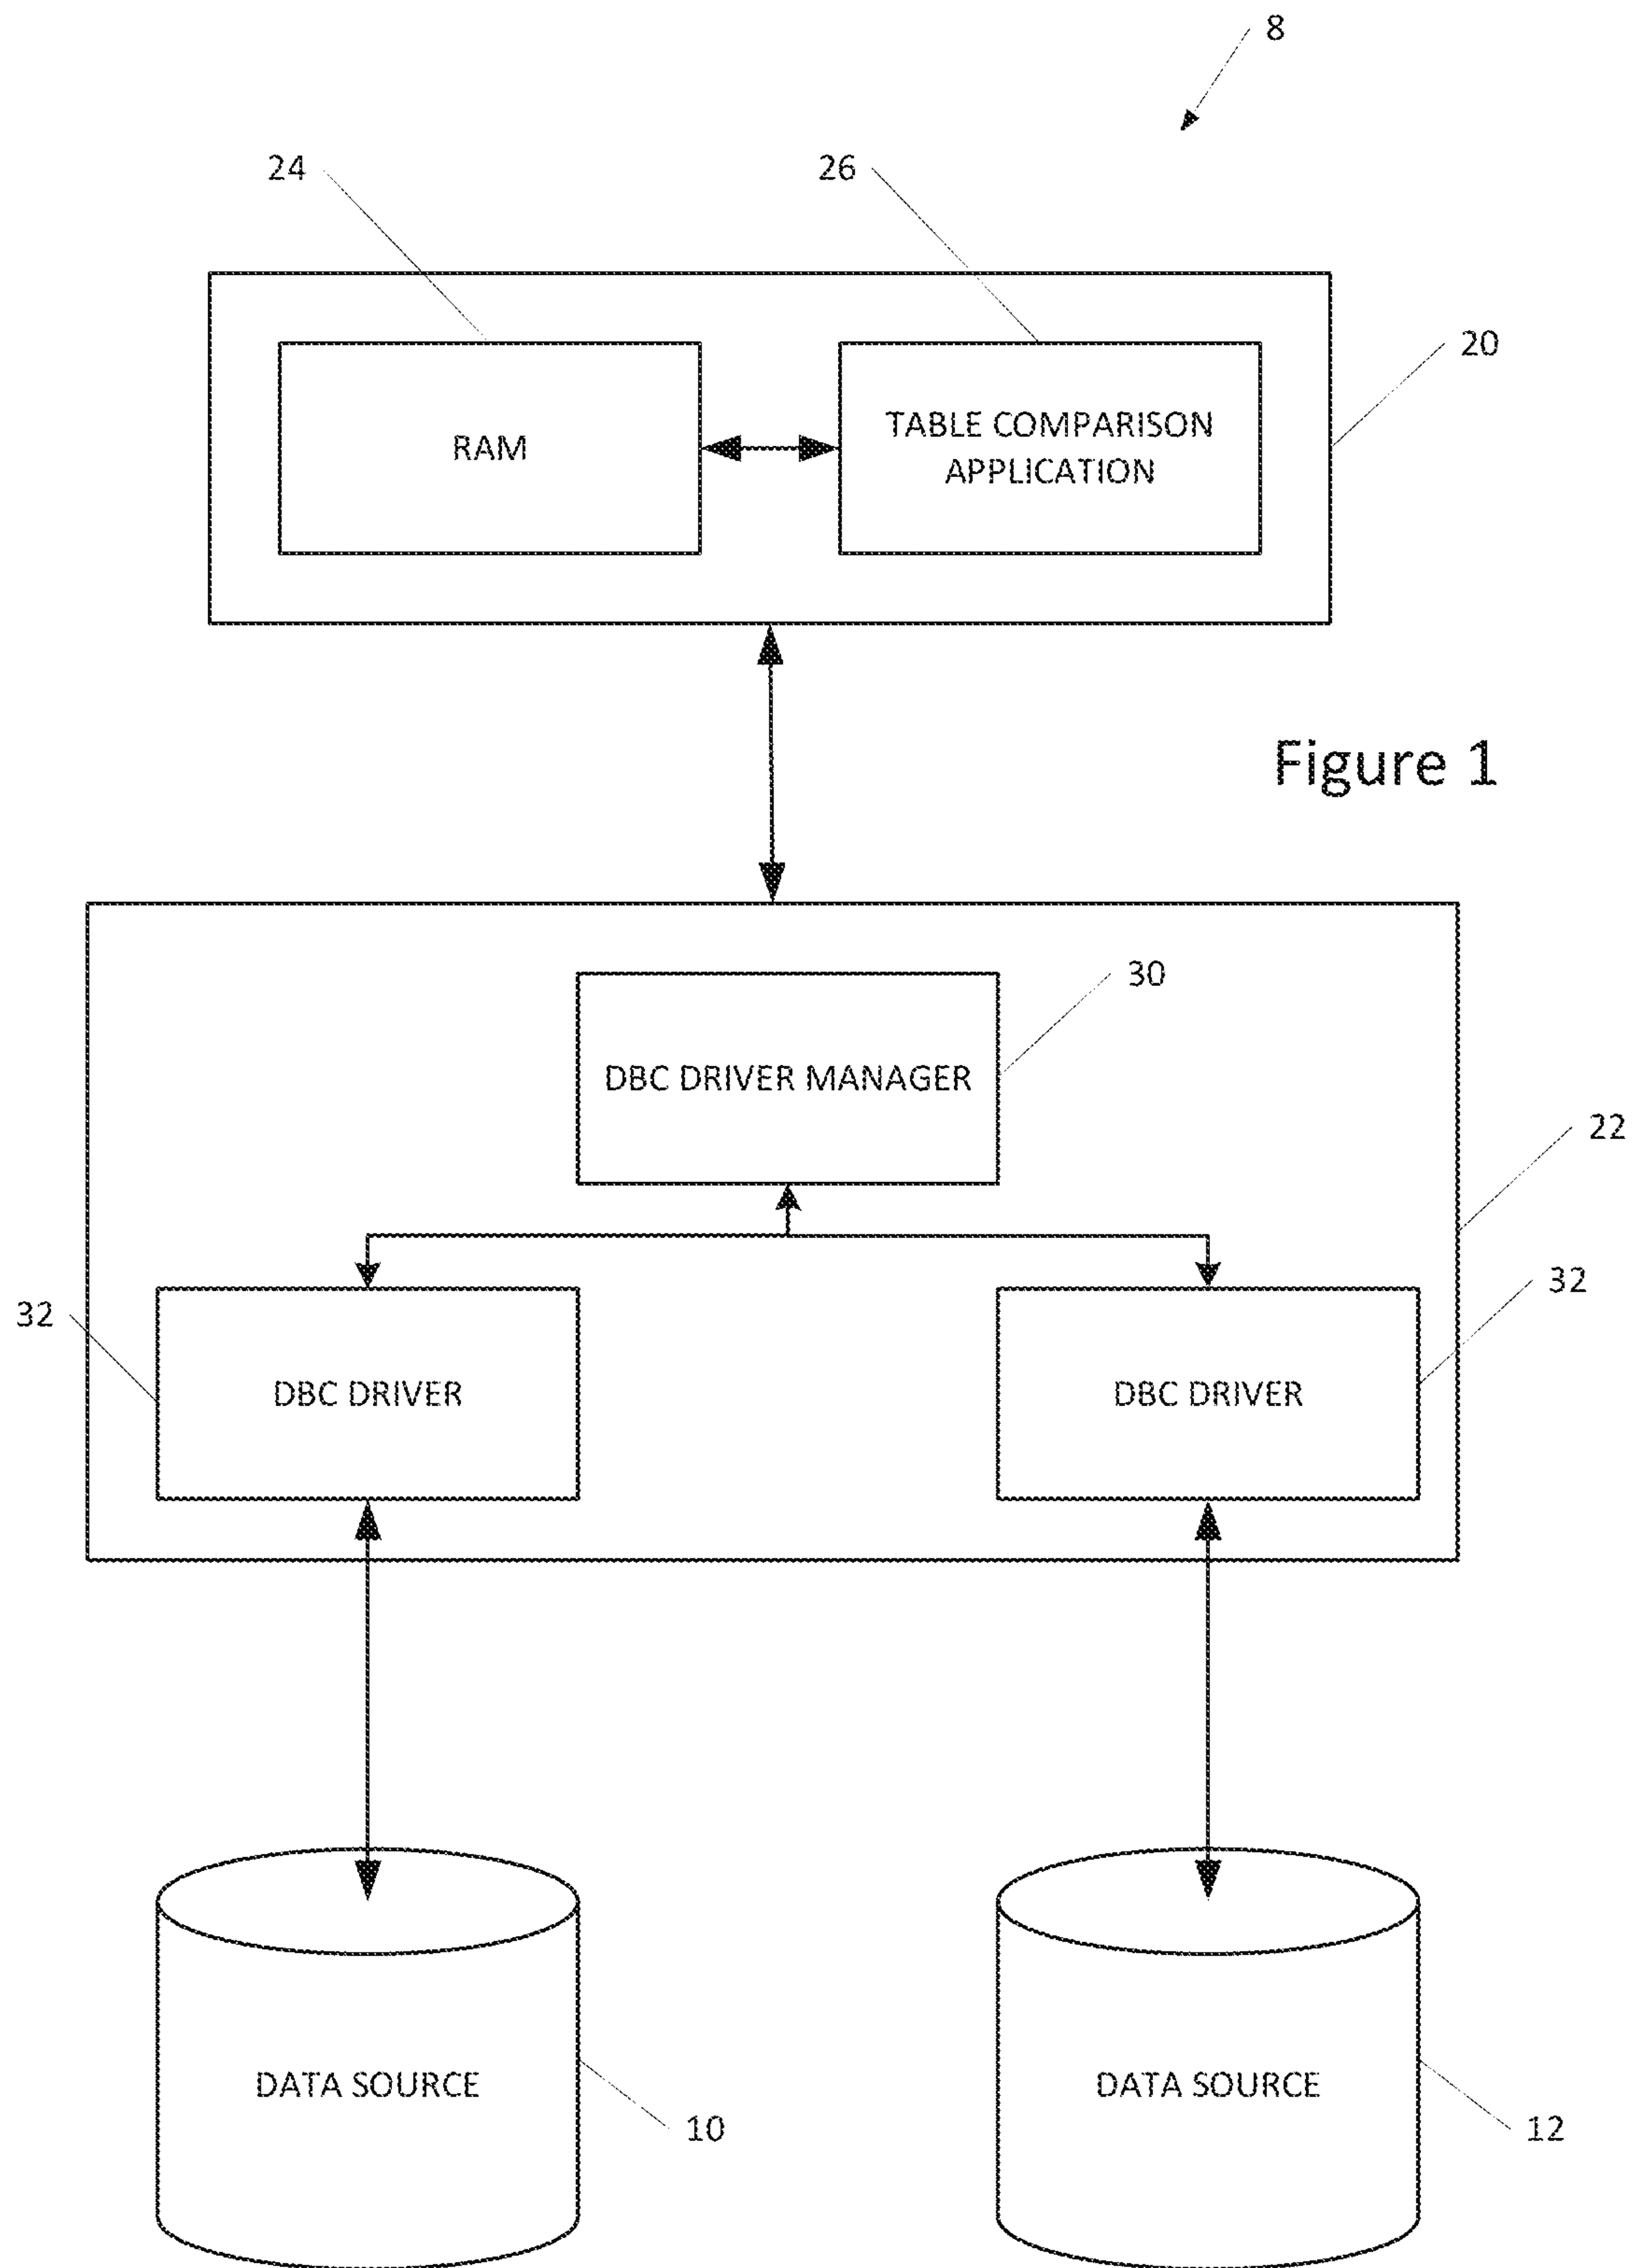 8
24
26
20
RAM
TABLE COMPARISON
APPLICATION
Figure 1
30
DBC DRIVER MANAGER
22
32
32
DBC DRIVER
DBC DRIVER
DATA SOURCE
DATA SOURCE
10
12